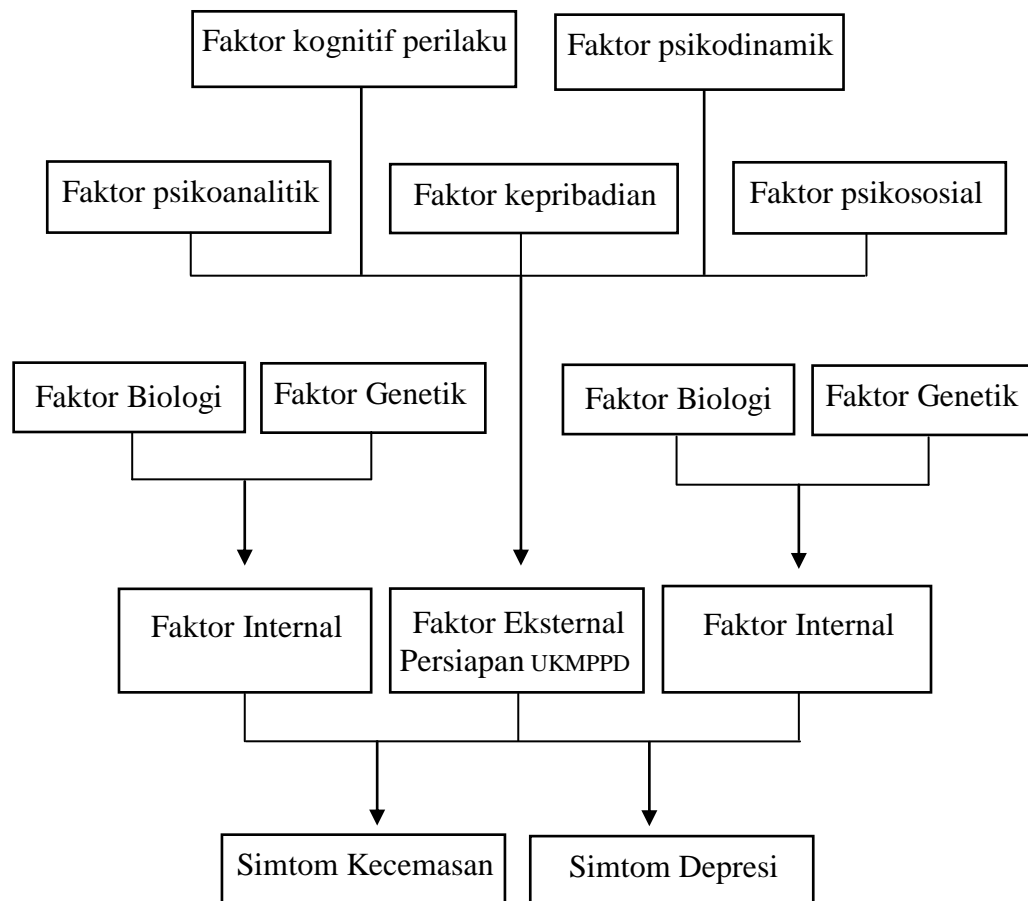 Faktor kognitif perilaku
Faktor psikodinamik
Faktor psikoanalitik
Faktor kepribadian
Faktor psikososial
Faktor Biologi
Faktor Genetik
Faktor Biologi
Faktor Genetik
Faktor Internal
Faktor Eksternal
Persiapan UKMPPD
Faktor Internal
Simtom Kecemasan
Simtom Depresi